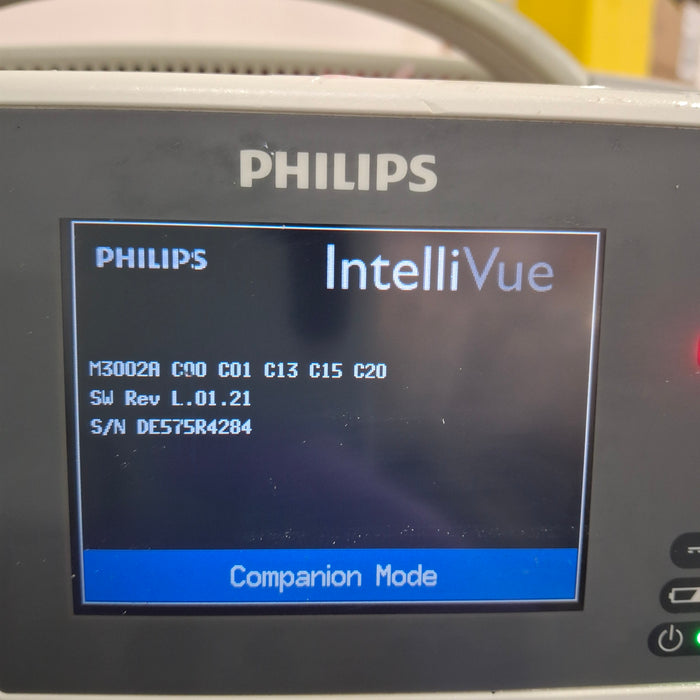 PHILIPS
PHILIPS IntelliVue
M3002A C00 C01 C13 C15 C20
SW Rev L.01.21
S/N DE575R4284
Companion Mode